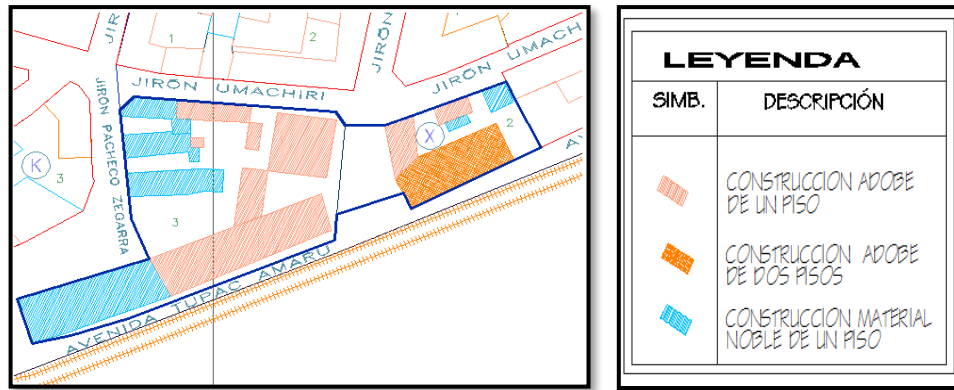 JIR
1
2
JIRÓN
JIRÓN UMACHIRI
JIRÓN UMACH
JIRÓN PACHECO ZEGARRA
K
3
X
2
A
3
AVENIDA TUPAC AMARU
LEYENDA
SIMB. DESCRIPCIÓN
CONSTRUCCION ADOBE
DE UN PISO
CONSTRUCCION ADOBE
DE DOS PISOS
CONSTRUCCION MATERIAL
NOBLE DE UN PISO